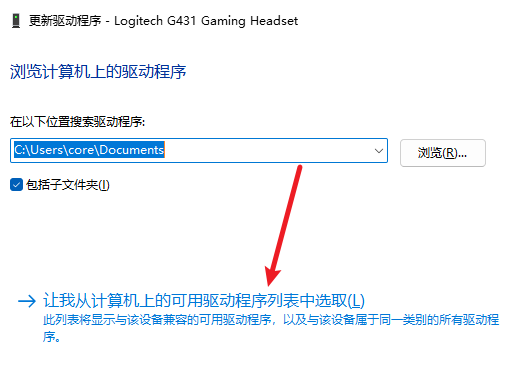 更新驱动程序 - Logitech G431 Gaming Headset
浏览计算机上的驱动程序
在以下位置搜索驱动程序:
C:\Users\core\Documents
浏览(R)...
包括子文件夹(I)
让我从计算机上的可用驱动程序列表中选取(L)
此列表将显示与该设备兼容的可用驱动程序，以及与该设备属于同一类别的所有驱动程
序。